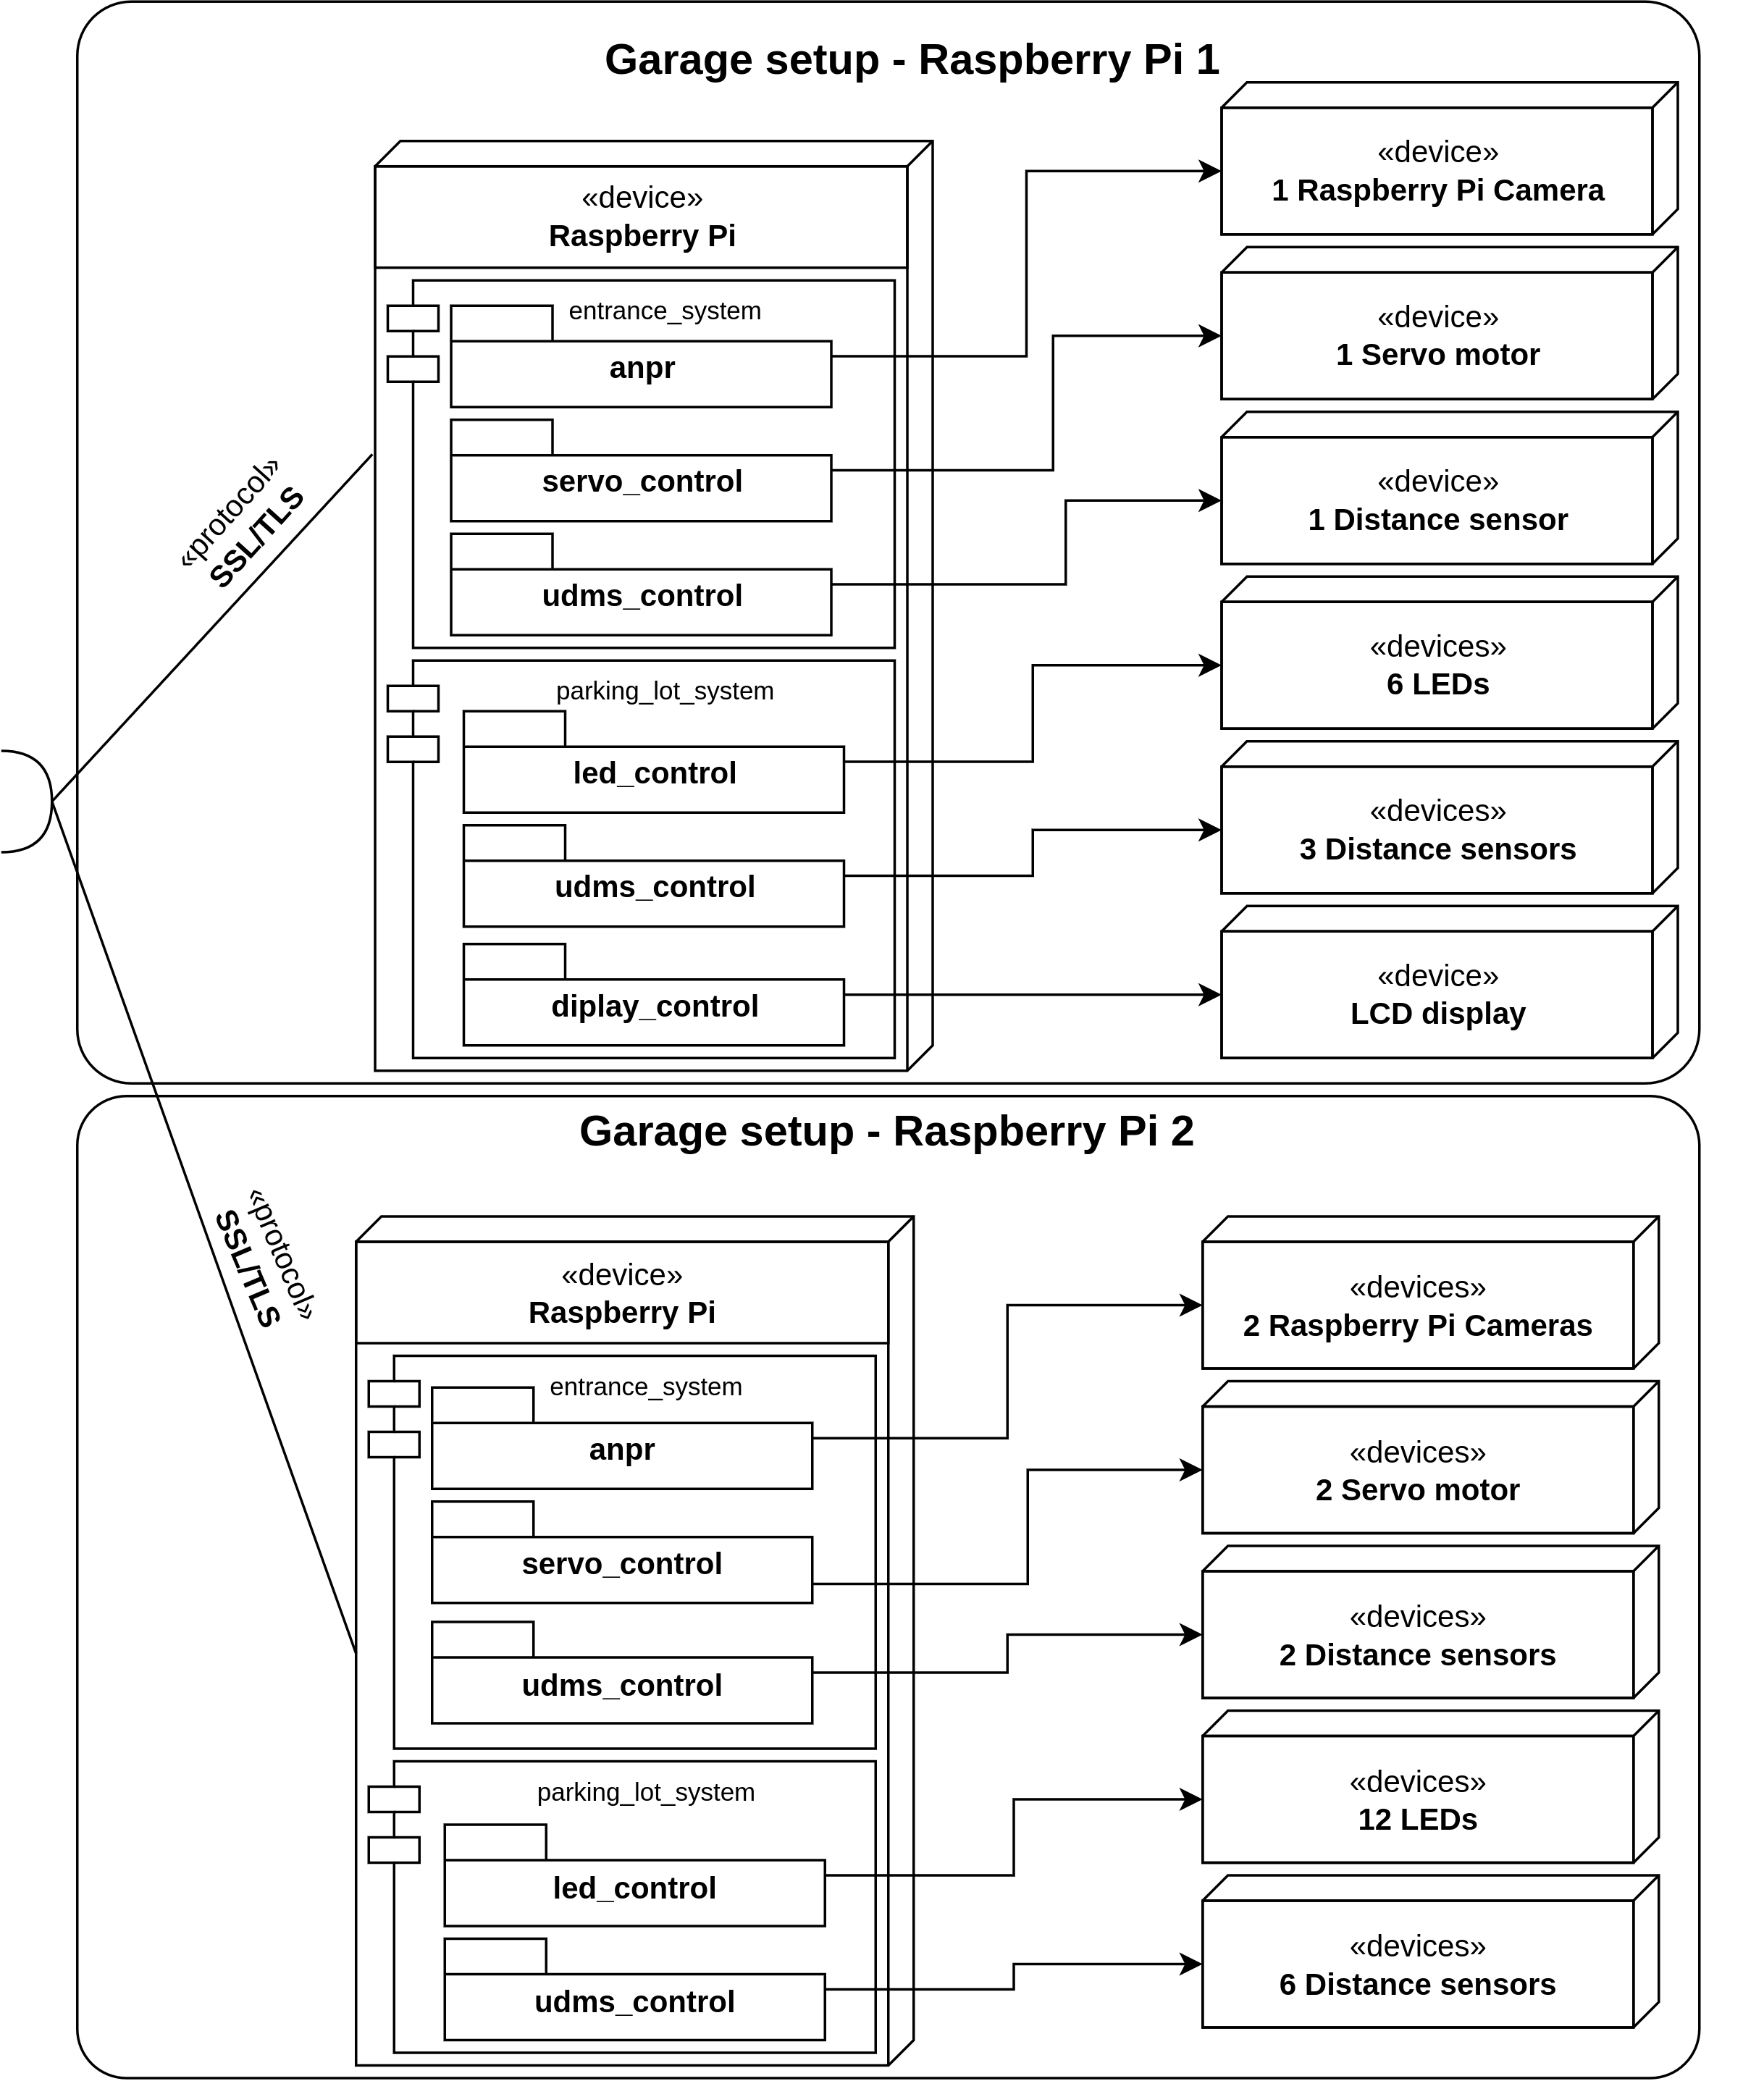 Garage setup - Raspberry Pi 1
«device»
Raspberry Pi
entrance_system
anpr
servo_control
udms_control
parking_lot_system
led_control
udms_control
diplay_control
«device»
1 Raspberry Pi Camera
«device»
1 Servo motor
«device»
1 Distance sensor
«devices»
6 LEDs
«devices»
3 Distance sensors
«device»
LCD display
«protocol»
SSL/TLS
Garage setup - Raspberry Pi 2
«protocol»
SSL/TLS
«device»
Raspberry Pi
entrance_system
anpr
servo_control
udms_control
parking_lot_system
led_control
udms_control
«devices»
2 Raspberry Pi Cameras
«devices»
2 Servo motor
«devices»
2 Distance sensors
«devices»
12 LEDs
«devices»
6 Distance sensors